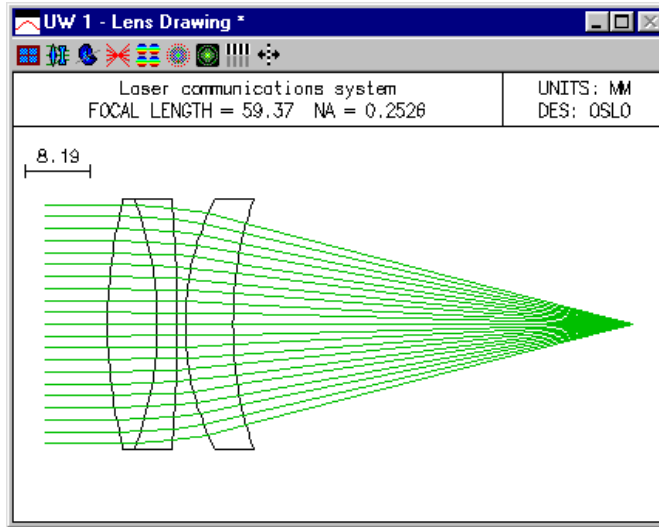 UW 1 - Lens Drawing *
Laser communications system
FOCAL LENGTH = 59.37 NA = 0.2526
UNITS: MM
DES: OSLO
8.19